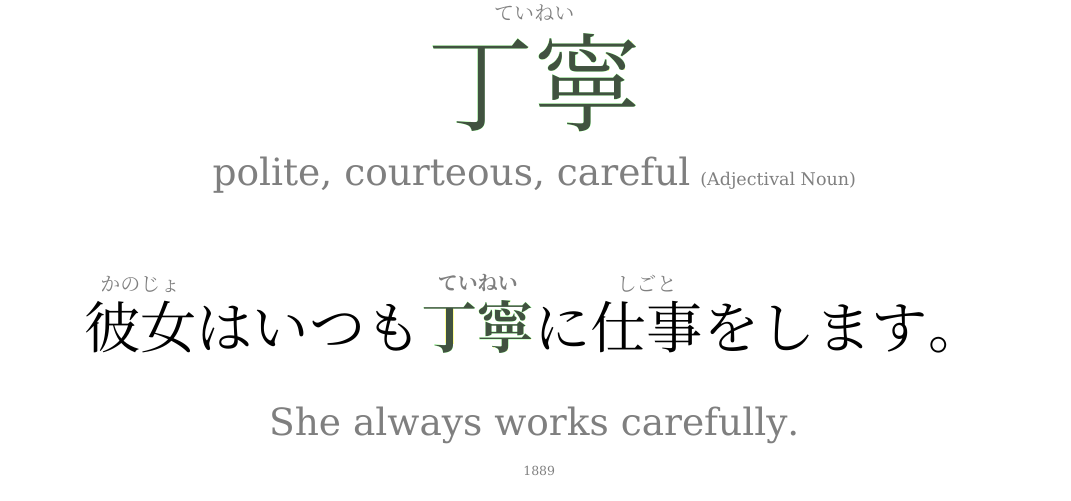 ていねい
丁寧
polite, courteous, careful (Adjectival Noun)
かのじょ ていねい しごと
彼女はいつも丁寧に仕事をします。
She always works carefully.
1889